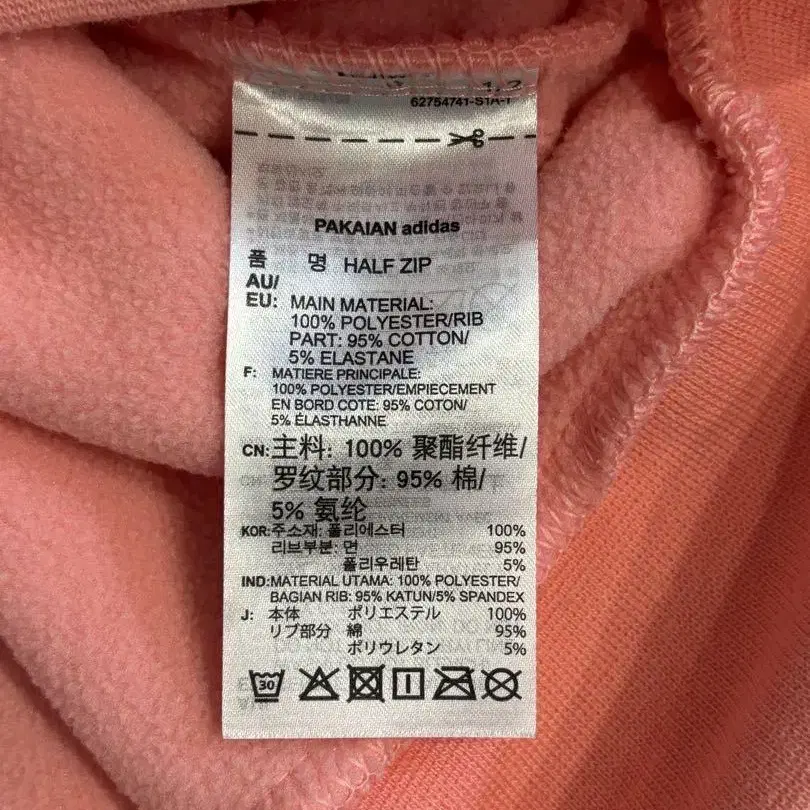 62754741-S1A-1
PAKAIAN adidas
품 명 HALF ZIP
AU/
EU: MAIN MATERIAL:
100% POLYESTER/RIB
PART: 95% COTTON/
5% ELASTANE
F: MATIERE PRINCIPALE:
100% POLYESTER/EMPIECEMENT
EN BORD COTE: 95% COTON/
5% ÉLASTHANNE
CN: 主料: 100% 聚酯纤维/
罗纹部分: 95% 棉/
5% 氨纶
KOR: 주소재: 폴리에스터 100%
리브부분: 면 95%
폴리우레탄 5%
IND: MATERIAL UTAMA: 100% POLYESTER/
BAGIAN RIB: 95% KATUN/5% SPANDEX
J: 本体 ポリエステル 100%
リブ部分 綿 95%
ポリウレタン 5%
30